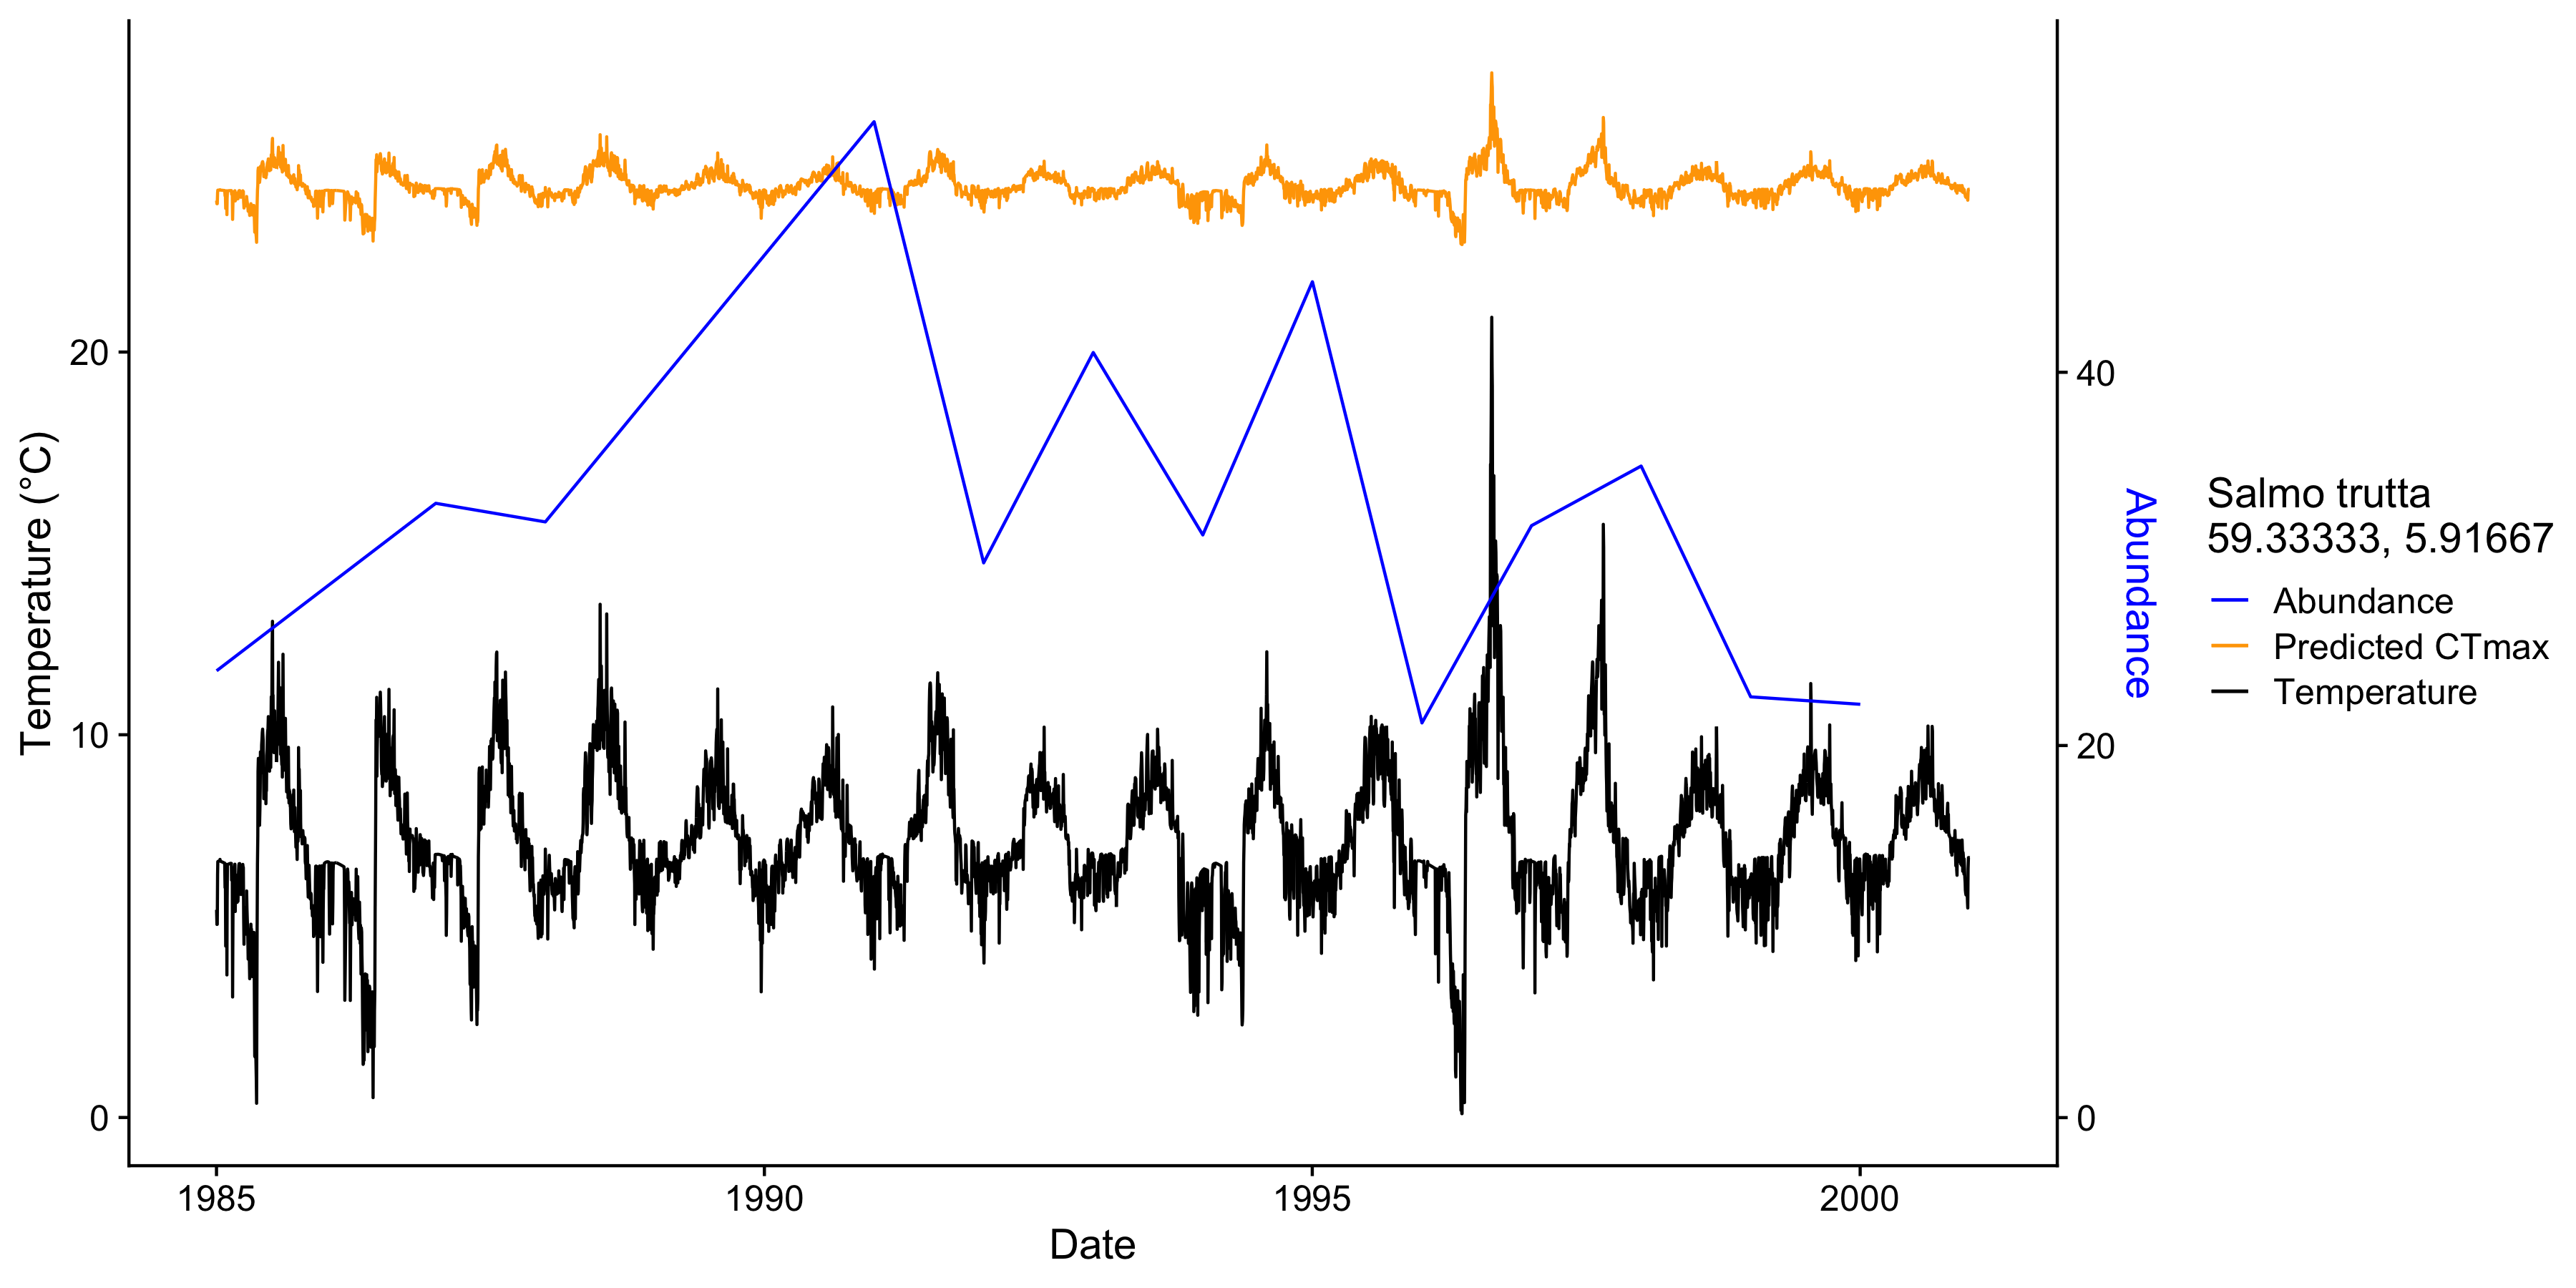 Temperature (°C)
20
10
0
1985
1990
1995
2000
Date
40
20
0
Abundance
Salmo trutta
59.33333, 5.91667
Abundance
Predicted CTmax
Temperature